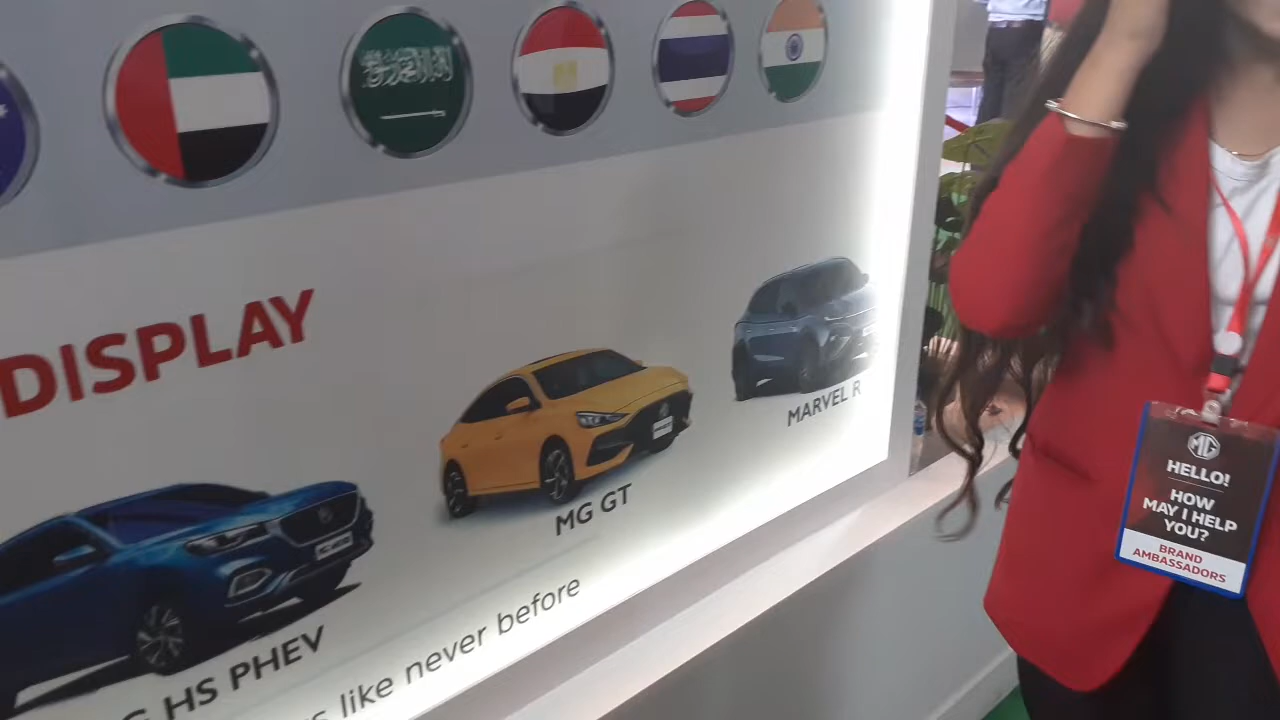 DISPLAY
MARVEL R
MG GT
HS PHEV
like never before
MG
HELLO!
HOW
MAY I HELP
YOU?
BRAND
AMBASSADORS